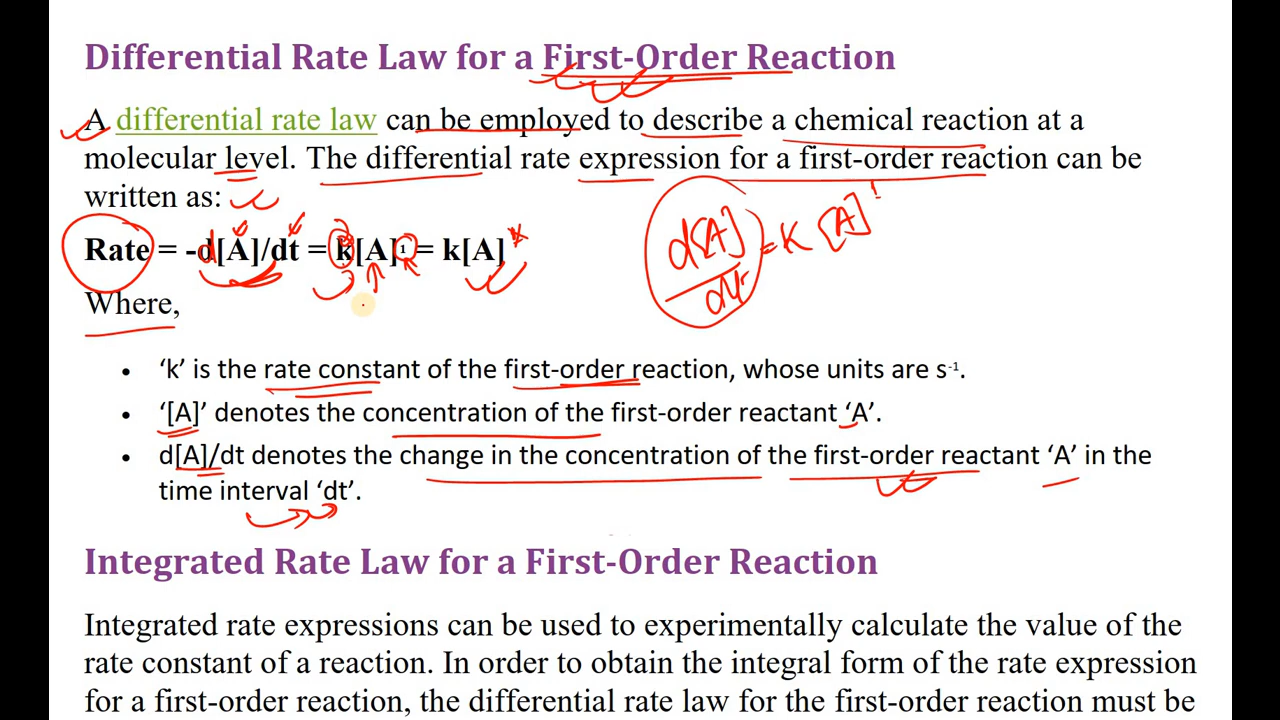 Differential Rate Law for a First-Order Reaction
A differential rate law can be employed to describe a chemical reaction at a
molecular level. The differential rate expression for a first-order reaction can be
written as:
Rate = -d[A]/dt = k[A]¹ = k[A]
d[A]/dt = K [A]¹
Where,
• ‘k’ is the rate constant of the first-order reaction, whose units are s⁻¹.
• ‘[A]’ denotes the concentration of the first-order reactant ‘A’.
• d[A]/dt denotes the change in the concentration of the first-order reactant ‘A’ in the
time interval ‘dt’.
Integrated Rate Law for a First-Order Reaction
Integrated rate expressions can be used to experimentally calculate the value of the
rate constant of a reaction. In order to obtain the integral form of the rate expression
for a first-order reaction, the differential rate law for the first-order reaction must be